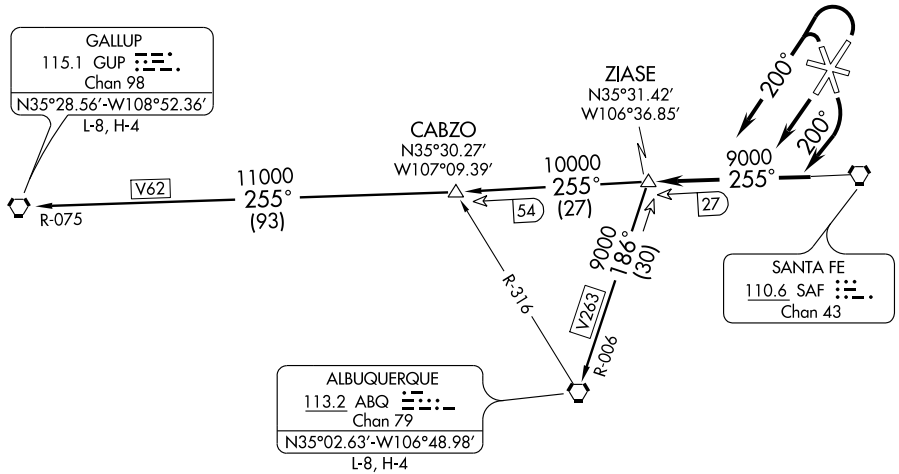 GALLUP
115.1 GUP
Chan 98
N35°28.56'-W108°52.36'
L-8, H-4
ZIASE
N35°31.42'
W106°36.85'
200°
200°
CABZO
N35°30.27'
W107°09.39'
V62
11000
255°
(93)
R-075
10000
255°
(27)
54
9000
255°
27
9000
186°
(30)
V263
R-006
R-316
SANTA FE
110.6 SAF
Chan 43
ALBUQUERQUE
113.2 ABQ
Chan 79
N35°02.63'-W106°48.98'
L-8, H-4